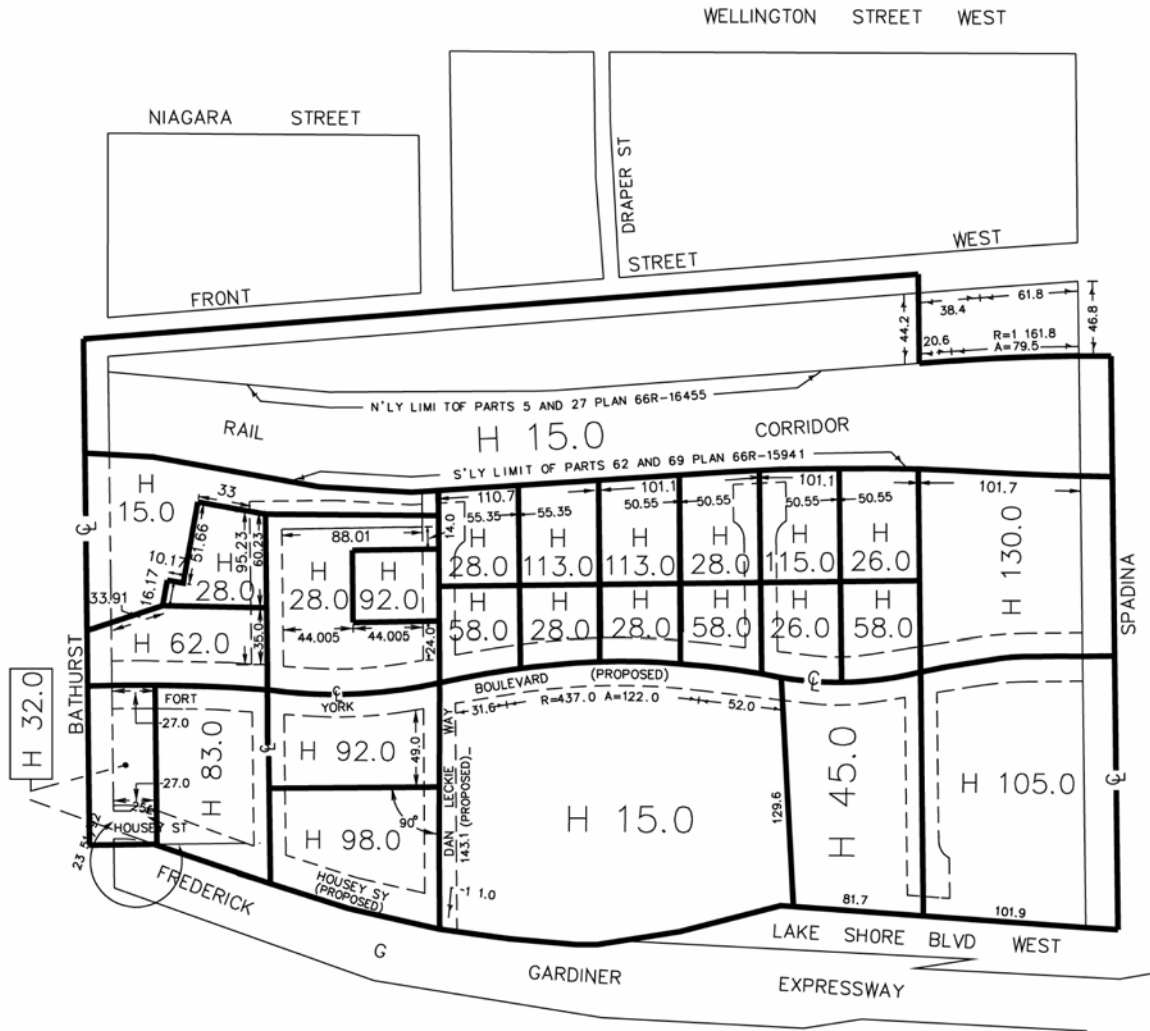 WELLINGTON STREET WEST
NIAGARA STREET
DRAPER ST
STREET WEST
FRONT
44.2
38.4
61.8
46.8
20.6
R=1 161.8
A=79.5
N'LY LIMI TOF PARTS 5 AND 27 PLAN 66R-16455
RAIL
H 15.0
CORRIDOR
S'LY LIMIT OF PARTS 62 AND 69 PLAN 66R-15941
H
15.0
33
51.66
10.17
16.17
33.91
95.23
60.23
H
28.0
35.0
H 62.0
88.01
14.0
H
28.0
H
92.0
44.005
44.005
24.0
110.7
101.1
101.1
101.7
55.35
55.35
50.55
50.55
50.55
50.55
H
28.0
H
113.0
H
113.0
H
28.0
H
115.0
H
26.0
H
58.0
H
28.0
H
28.0
H
58.0
H
26.0
H
58.0
H 130.0
SPADINA
BATHURST
CL
H 32.0
FORT
YORK
CL
BOULEVARD (PROPOSED)
CL
31.6
R=437.0 A=122.0
52.0
27.0
27.0
H 83.0
CL
H 92.0
49.0
H 98.0
90°
DAN LECKIE WAY
143.1 (PROPOSED)
H 15.0
129.6
H 45.0
H 105.0
CL
HOUSEY ST
HOUSEY SY
(PROPOSED)
1 1.0
81.7
101.9
LAKE SHORE BLVD WEST
FREDERICK
G
GARDINER
EXPRESSWAY